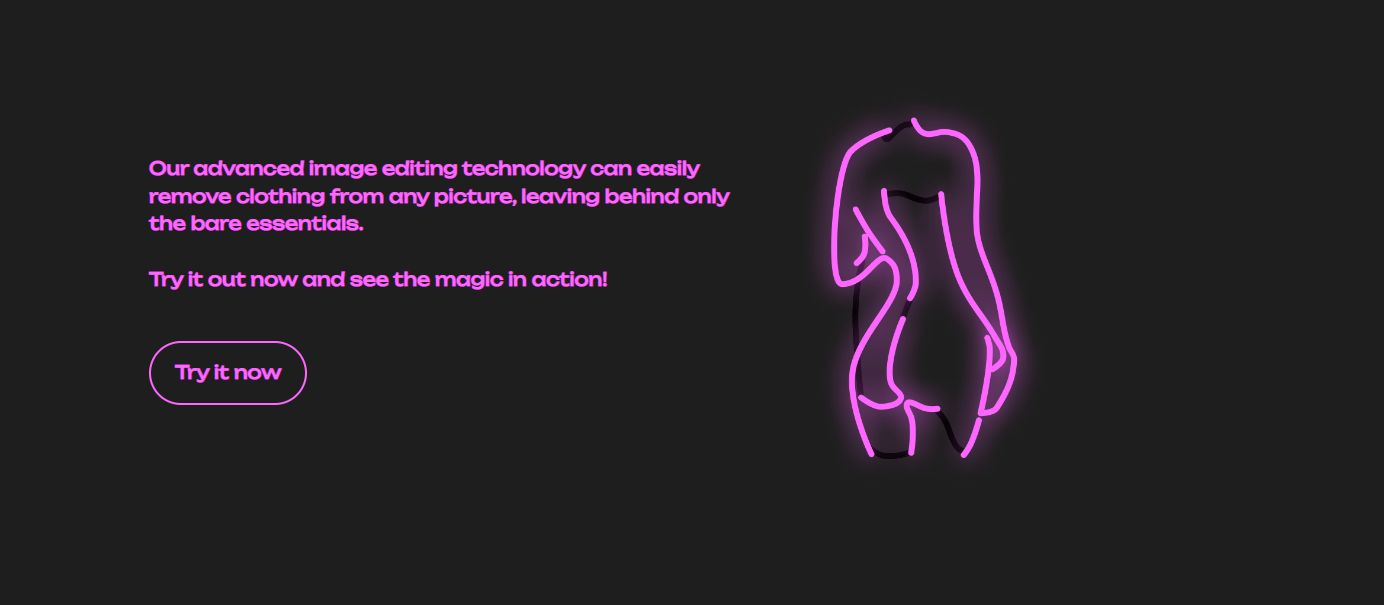 Our advanced image editing technology can easily
remove clothing from any picture, leaving behind only
the bare essentials.
Try it out now and see the magic in action!
Try it now